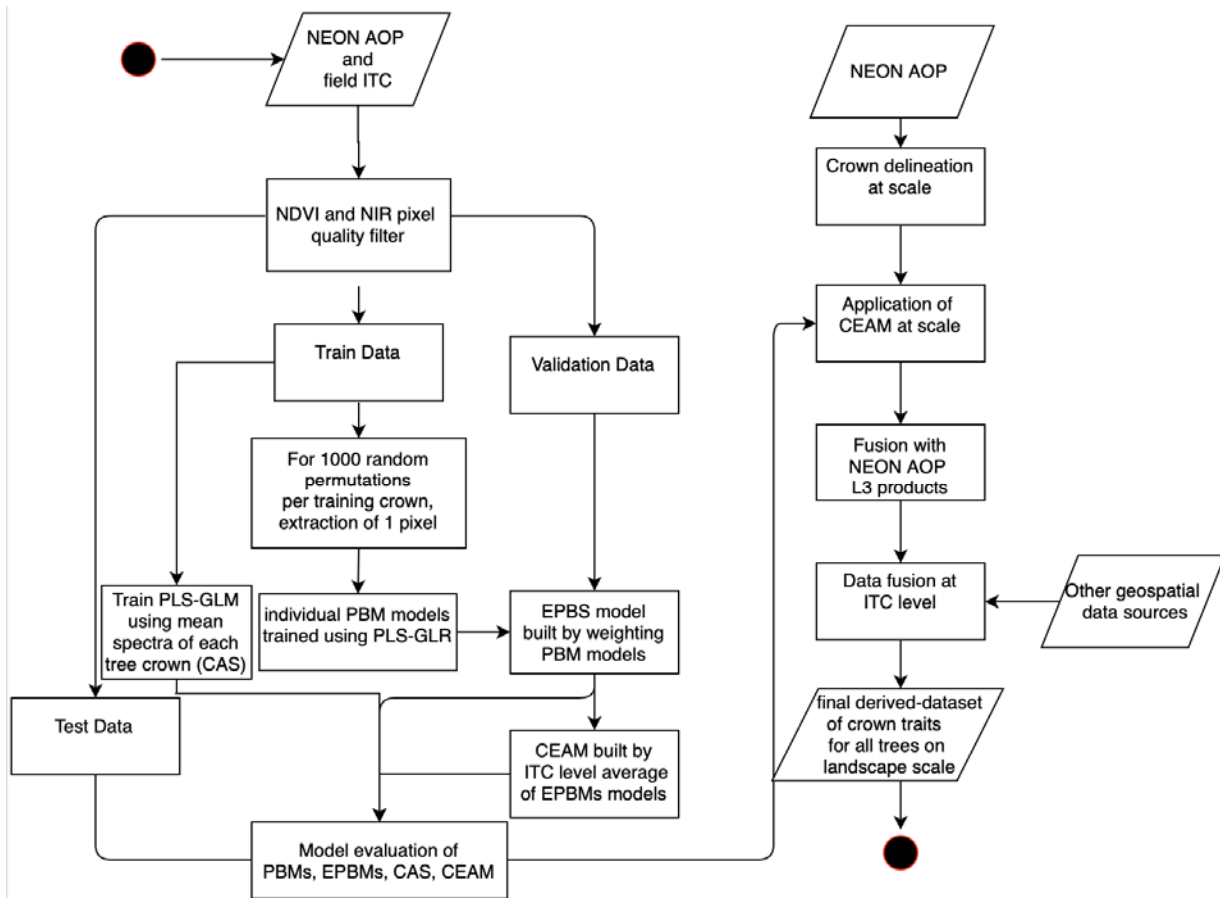 NEON AOP
and
field ITC
NDVI and NIR pixel
quality filter
Train Data
Validation Data
For 1000 random
permutations
per training crown,
extraction of 1 pixel
Train PLS-GLM
using mean
spectra of each
tree crown (CAS)
individual PBM models
trained using PLS-GLR
EPBS model
built by weighting
PBM models
Test Data
CEAM built by
ITC level average
of EPBMs models
Model evaluation of
PBMs, EPBMs, CAS, CEAM
NEON AOP
Crown delineation
at scale
Application of
CEAM at scale
Fusion with
NEON AOP
L3 products
Data fusion at
ITC level
Other geospatial
data sources
final derived-dataset
of crown traits
for all trees on
landscape scale